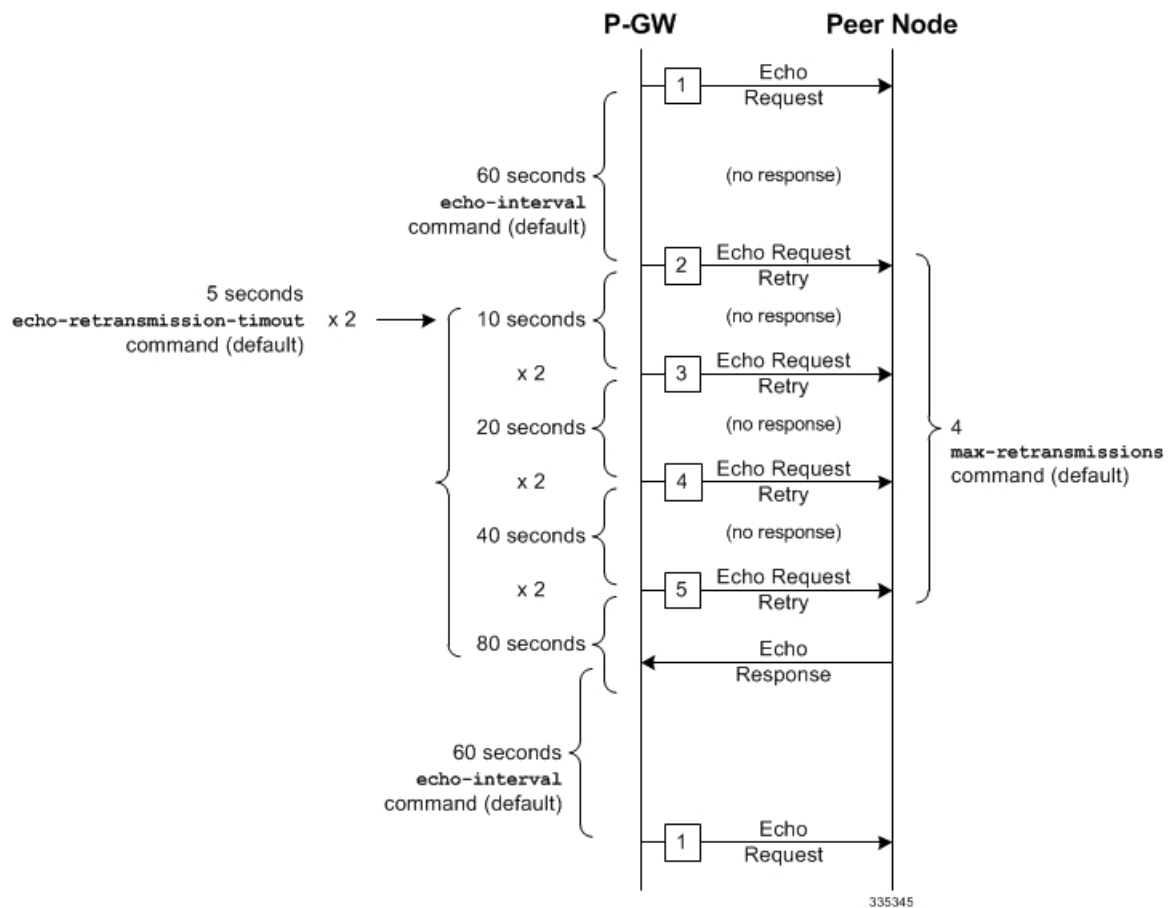 P-GW
Peer Node
1
Echo
Request
60 seconds
echo-interval
command (default)
(no response)
2
Echo Request
Retry
5 seconds
echo-retransmission-timout
command (default)
x 2
10 seconds
(no response)
x 2
3
Echo Request
Retry
20 seconds
(no response)
4
max-retransmissions
command (default)
x 2
4
Echo Request
Retry
40 seconds
(no response)
x 2
5
Echo Request
Retry
80 seconds
Echo
Response
60 seconds
echo-interval
command (default)
1
Echo
Request
335345